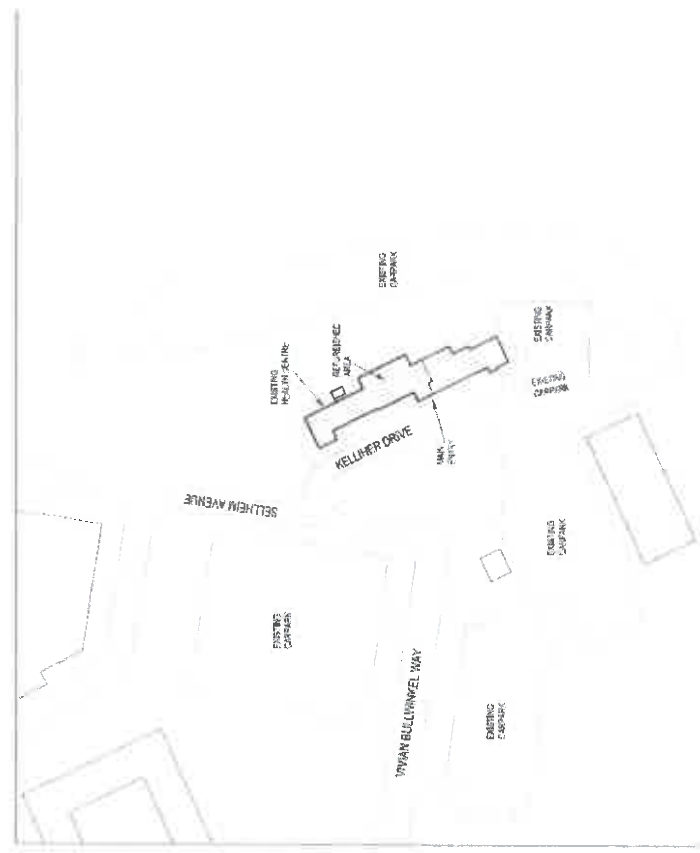 EXISTING
CARPARK
EXISTING
HEALTH CENTRE
REFURBISHED
AREA
EXISTING
CARPARK
EXISTING
CARPARK
KELLIHER DRIVE
MAIN
ENTRY
SELLHEIM AVENUE
EXISTING
CARPARK
EXISTING
CARPARK
VIVIAN BULLWINKEL WAY
EXISTING
CARPARK